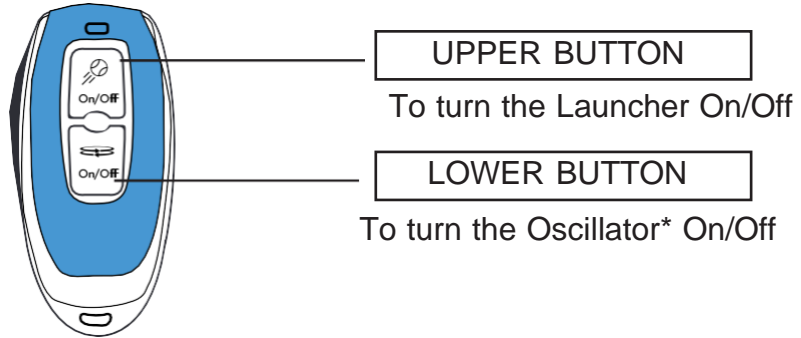 UPPER BUTTON
On/Off
To turn the Launcher On/Off
LOWER BUTTON
On/Off
To turn the Oscillator* On/Off